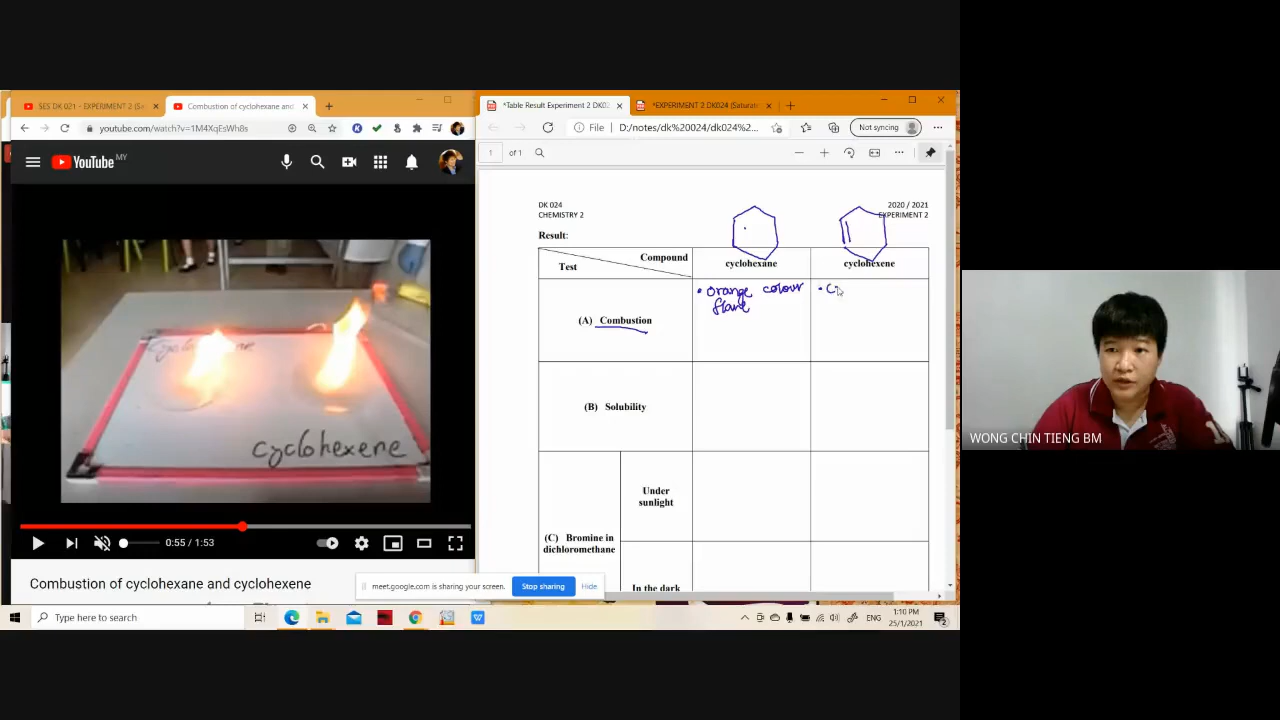 SES DK 021 - EXPERIMENT 2 (Sa
Combustion of cyclohexane and
youtube.com/watch?v=1M4XqEsWh8s
YouTube MY
cyclohexene
0:55 / 1:53
Combustion of cyclohexane and cyclohexene
meet.google.com is sharing your screen.
Stop sharing
Hide
*Table Result Experiment 2 DK02
*EXPERIMENT 2 DK024 (Saturat
File
D:/notes/dk%20024/dk024%...
Not syncing
1 of 1
DK 024
CHEMISTRY 2
2020 / 2021
EXPERIMENT 2
Result:
Compound
Test
cyclohexane
cyclohexene
(A) Combustion
• Orange colour
flame
(B) Solubility
(C) Bromine in
dichloromethane
Under
sunlight
In the dark
Type here to search
ENG
1:10 PM
25/1/2021
2
WONG CHIN TIENG BM